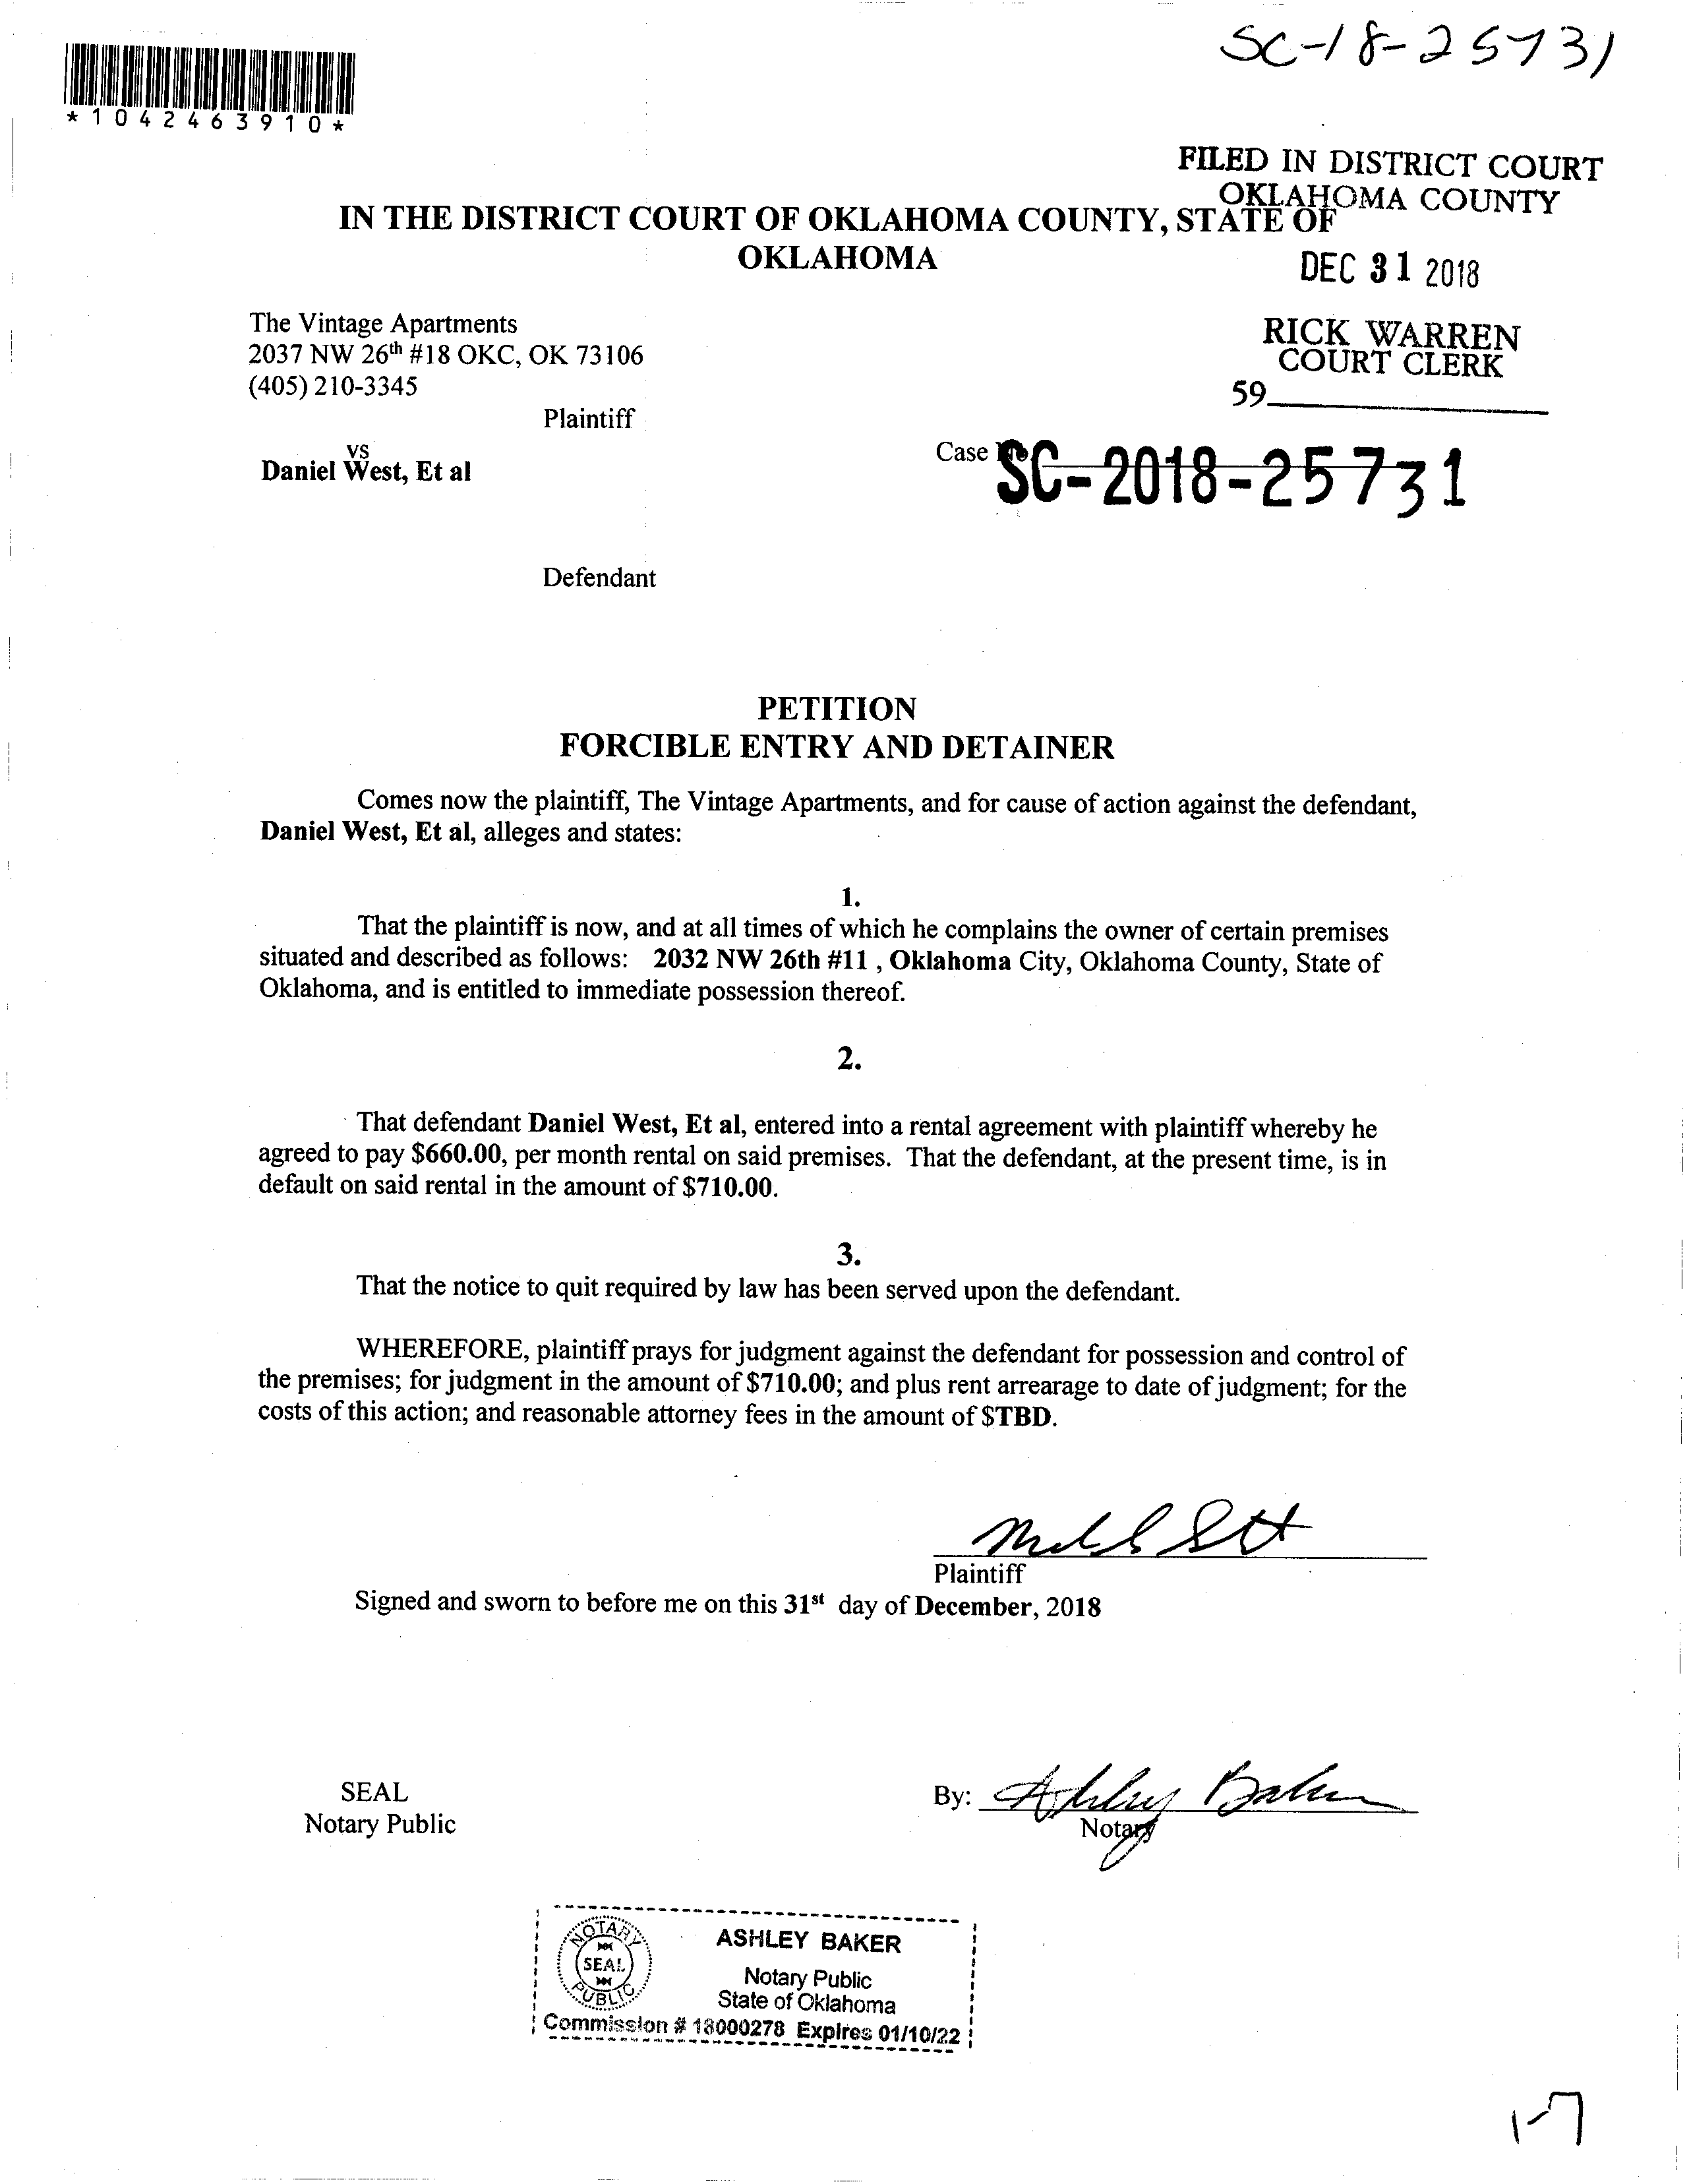 SC-18-25731
*1042463910*
FILED IN DISTRICT COURT
OKLAHOMA COUNTY
IN THE DISTRICT COURT OF OKLAHOMA COUNTY, STATE OF
OKLAHOMA
DEC 31 2018
The Vintage Apartments
2037 NW 26th #18 OKC, OK 73106
(405) 210-3345
Plaintiff
RICK WARREN
COURT CLERK
59
vs
Daniel West, Et al
Case No SC-2018-25731
Defendant
PETITION
FORCIBLE ENTRY AND DETAINER
Comes now the plaintiff, The Vintage Apartments, and for cause of action against the defendant,
Daniel West, Et al, alleges and states:
1.
That the plaintiff is now, and at all times of which he complains the owner of certain premises
situated and described as follows: 2032 NW 26th #11 , Oklahoma City, Oklahoma County, State of
Oklahoma, and is entitled to immediate possession thereof.
2.
That defendant Daniel West, Et al, entered into a rental agreement with plaintiff whereby he
agreed to pay $660.00, per month rental on said premises. That the defendant, at the present time, is in
default on said rental in the amount of $710.00.
3.
That the notice to quit required by law has been served upon the defendant.
WHEREFORE, plaintiff prays for judgment against the defendant for possession and control of
the premises; for judgment in the amount of $710.00; and plus rent arrearage to date of judgment; for the
costs of this action; and reasonable attorney fees in the amount of $TBD.
Plaintiff
Signed and sworn to before me on this 31st day of December, 2018
SEAL
Notary Public
By: Ashley Baker
Notary
NOTARY
SEAL
PUBLIC
ASHLEY BAKER
Notary Public
State of Oklahoma
Commission # 18000278 Expires 01/10/22
1-7